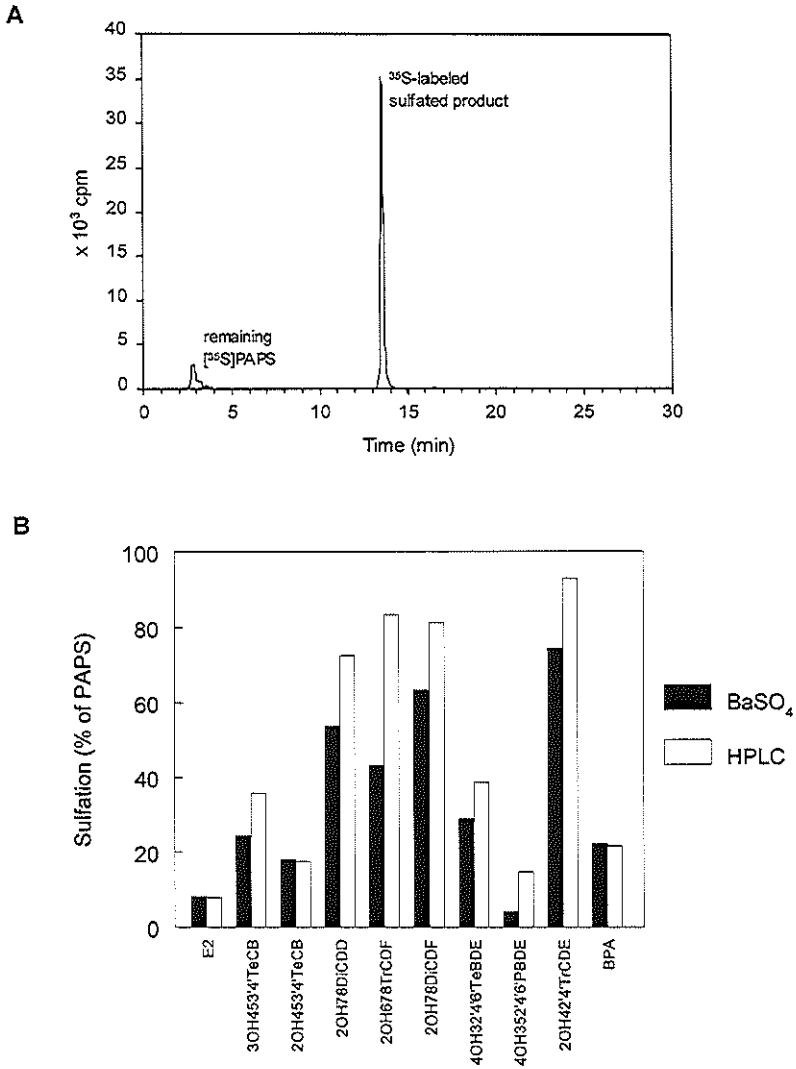 A
40
35
30
25
20
15
10
5
0
x 10³ cpm
³⁵S-labeled
sulfated product
remaining
[³⁵S]PAPS
0 5 10 15 20 25 30
Time (min)
B
100
80
60
40
20
0
Sulfation (% of PAPS)
BaSO₄
HPLC
E2
3OH453'4'TeCB
2OH453'4'TeCB
2OH78DiCDD
2OH678TrCDF
2OH78DiCDF
4OH32'4'6'TeBDE
4OH352'4'6'PBDE
2OH42'4'TrCDE
BPA